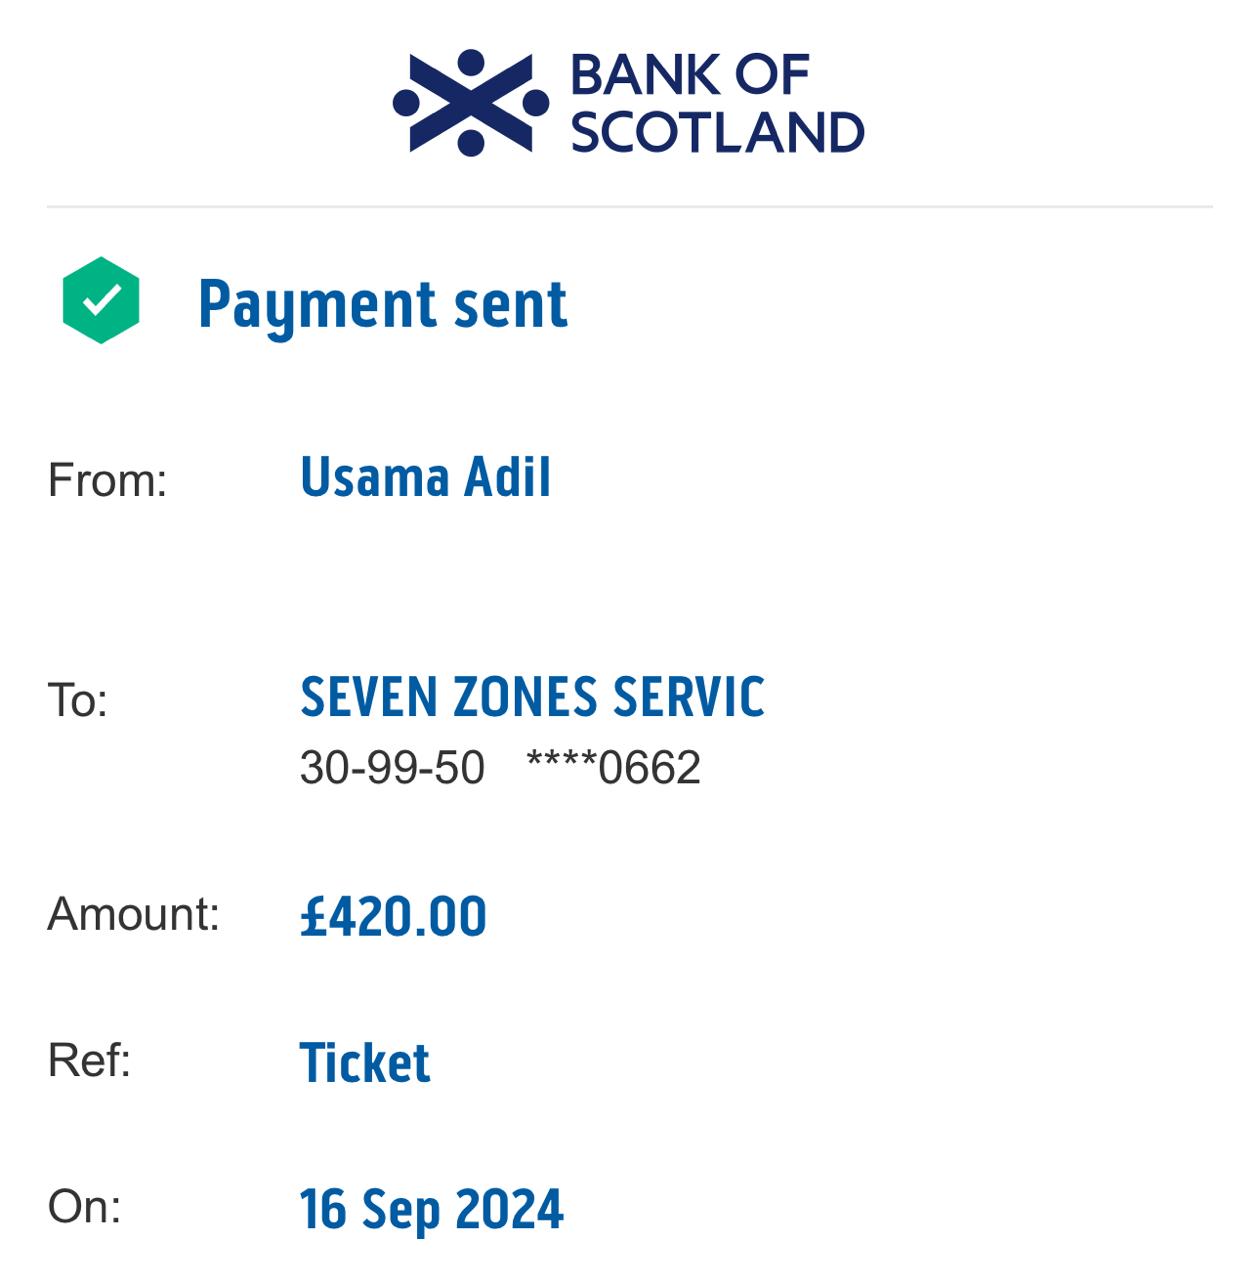 BANK OF
SCOTLAND
Payment sent
From: Usama Adil
To: SEVEN ZONES SERVIC
30-99-50 ****0662
Amount: £420.00
Ref: Ticket
On: 16 Sep 2024